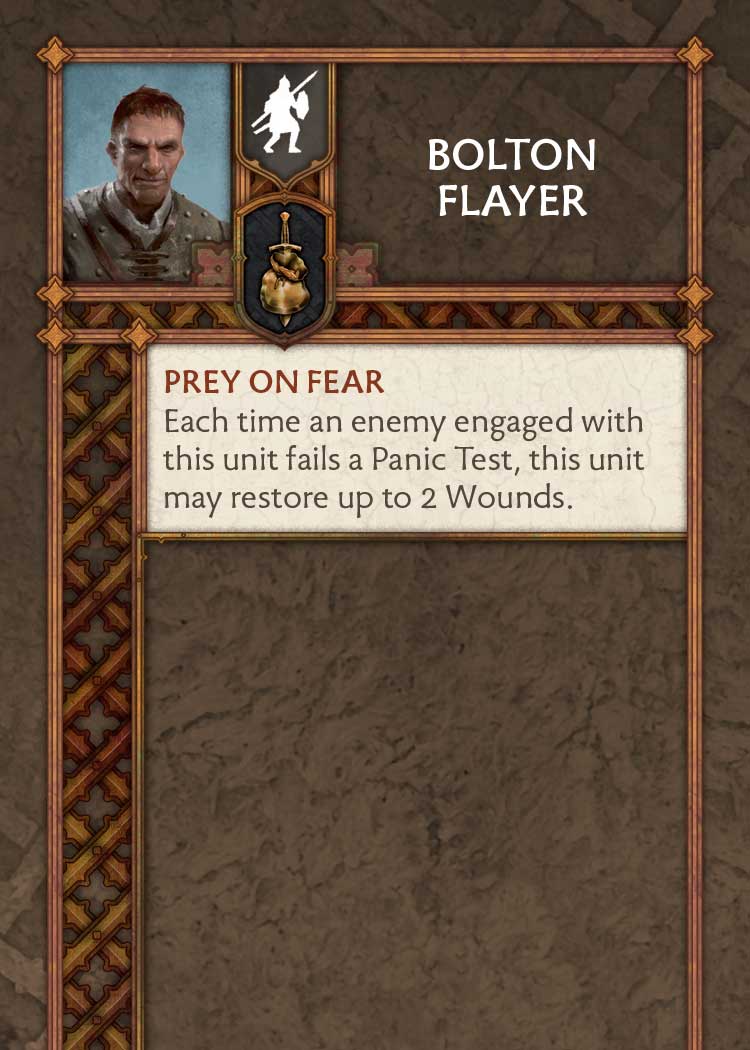 BOLTON
FLAYER
PREY ON FEAR
Each time an enemy engaged with
this unit fails a Panic Test, this unit
may restore up to 2 Wounds.